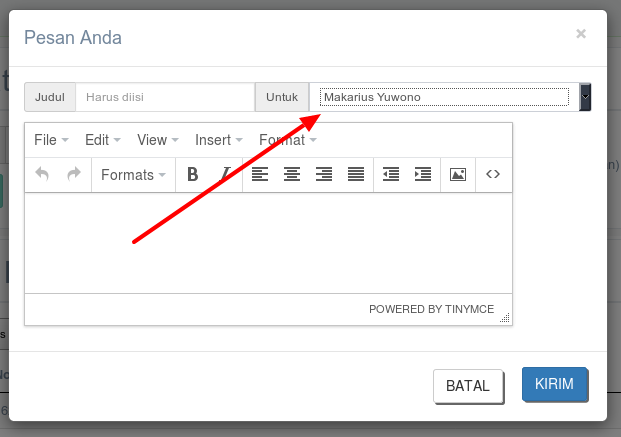 Pesan Anda ×
Judul Harus diisi Untuk Makarius Yuwono
File Edit View Insert Format
Formats B I
POWERED BY TINYMCE
BATAL KIRIM